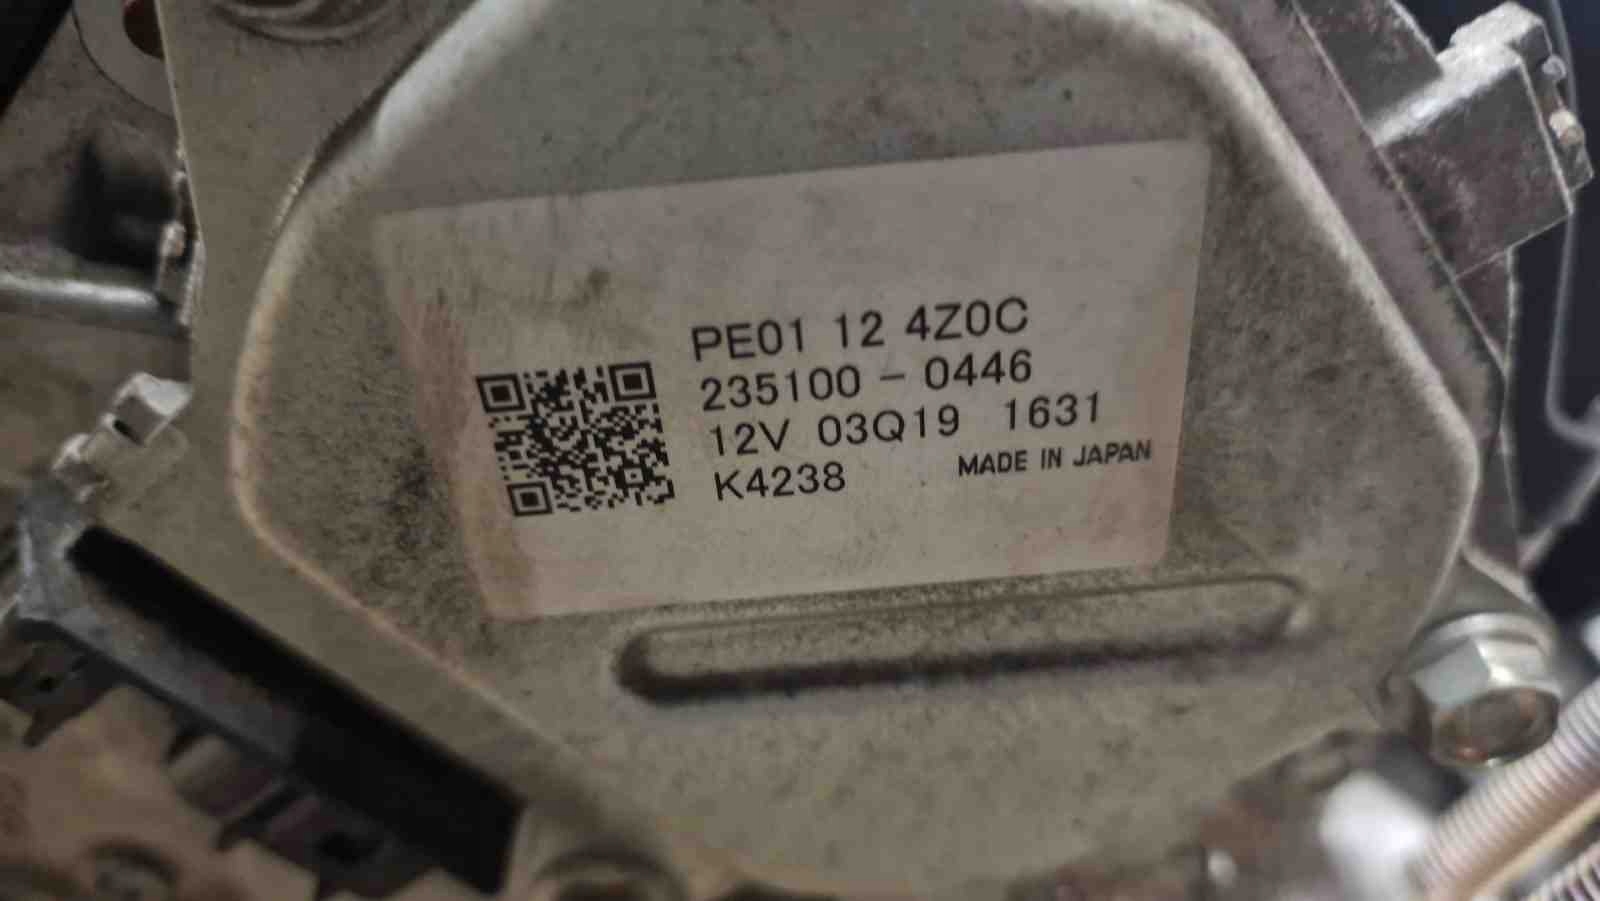 PE01 12 4Z0C
235100-0446
12V 03Q19 1631
K4238 MADE IN JAPAN